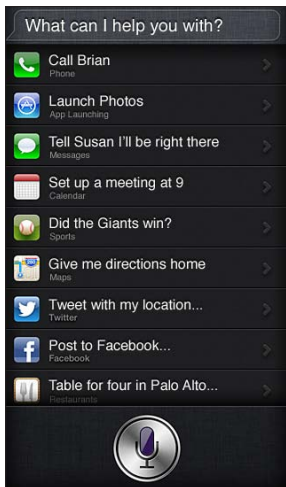 What can I help you with?
Call Brian
Phone
Launch Photos
App Launching
Tell Susan I'll be right there
Messages
Set up a meeting at 9
Calendar
Did the Giants win?
Sports
Give me directions home
Maps
Tweet with my location...
Twitter
Post to Facebook...
Facebook
Table for four in Palo Alto...
Restaurants